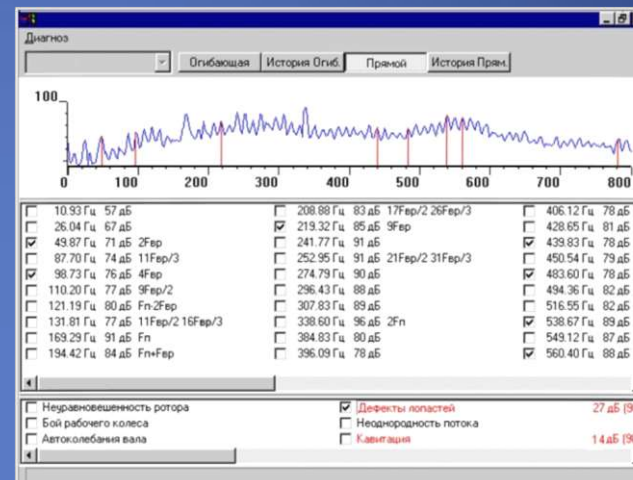 Диагноз
Огибающая История Огиб. Прямой История Прям.
100
0 100 200 300 400 500 600 700 800
10.93 Гц 57 дБ
26.04 Гц 67 дБ
49.87 Гц 71 дБ 2Fвр
87.70 Гц 74 дБ 11Fвр/3
98.73 Гц 76 дБ 4Fвр
110.20 Гц 77 дБ 9Fвр/2
121.19 Гц 80 дБ Fп-2Fвр
131.81 Гц 77 дБ 11Fвр/2 16Fвр/3
169.29 Гц 91 дБ Fп
194.42 Гц 84 дБ Fп+Fвр
208.88 Гц 83 дБ 17Fвр/2 26Fвр/3
219.32 Гц 85 дБ 9Fвр
241.77 Гц 91 дБ
252.95 Гц 91 дБ 21Fвр/2 31Fвр/3
274.79 Гц 90 дБ
296.43 Гц 88 дБ
307.83 Гц 89 дБ
338.60 Гц 96 дБ 2Fп
384.83 Гц 80 дБ
396.09 Гц 78 дБ
406.12 Гц 78 дБ
428.65 Гц 81 дБ
439.83 Гц 78 дБ
450.54 Гц 79 дБ
483.60 Гц 78 дБ
494.36 Гц 82 дБ
516.55 Гц 82 дБ
538.67 Гц 89 дБ
549.12 Гц 87 дБ
560.40 Гц 88 дБ
Неуравновешенность ротора
Бой рабочего колеса
Автоколебания вала
Дефекты лопастей 27 дБ
Неоднородность потока
Кавитация 14 дБ